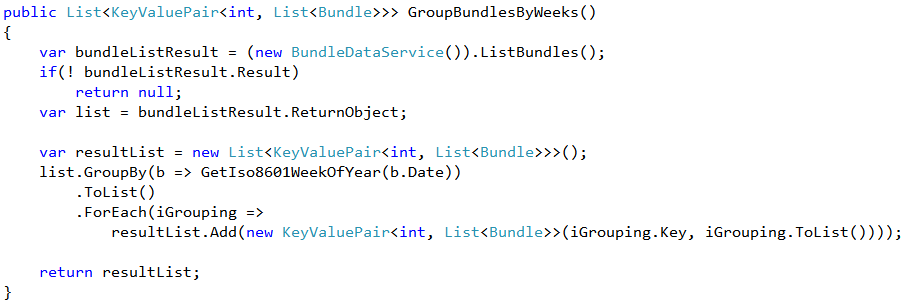 public List<KeyValuePair<int, List<Bundle>>> GroupBundlesByWeeks()
{
    var bundleListResult = (new BundleDataService()).ListBundles();
    if(! bundleListResult.Result)
        return null;
    var list = bundleListResult.ReturnObject;

    var resultList = new List<KeyValuePair<int, List<Bundle>>>();
    list.GroupBy(b => GetIso8601WeekOfYear(b.Date))
        .ToList()
        .ForEach(iGrouping =>
            resultList.Add(new KeyValuePair<int, List<Bundle>>(iGrouping.Key, iGrouping.ToList())));

    return resultList;
}